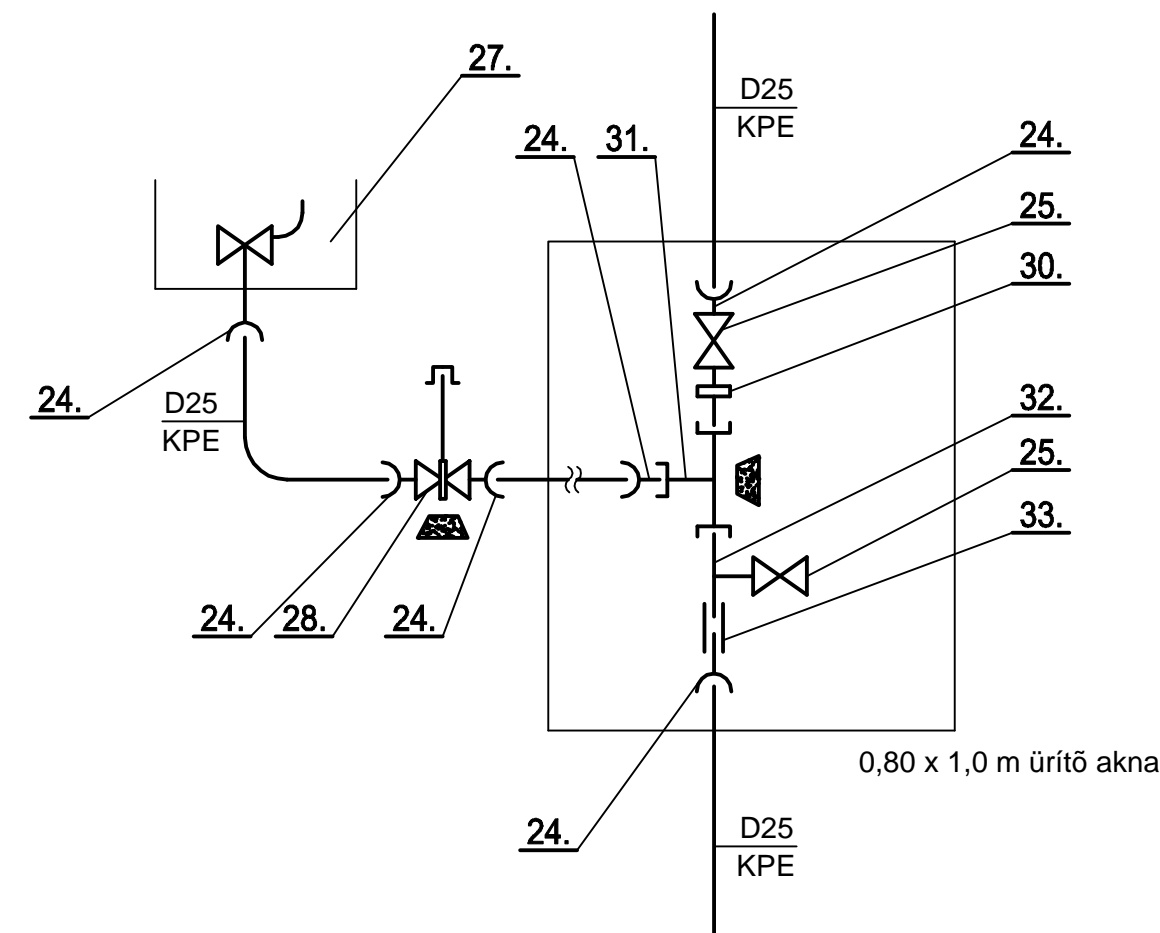 27.
D25
KPE
24.
31.
24.
25.
30.
24.
D25
KPE
32.
25.
33.
24.
28.
24.
0,80 x 1,0 m ürítõ akna
24.
D25
KPE